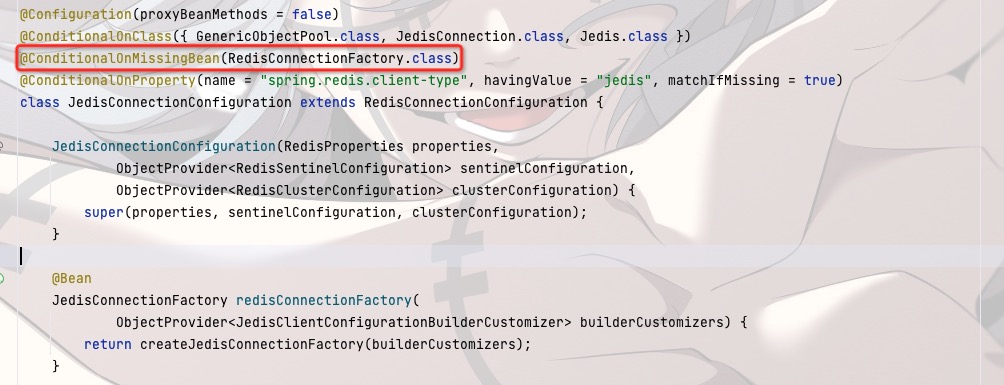 @Configuration(proxyBeanMethods = false)
@ConditionalOnClass({ GenericObjectPool.class, JedisConnection.class, Jedis.class })
@ConditionalOnMissingBean(RedisConnectionFactory.class)
@ConditionalOnProperty(name = "spring.redis.client-type", havingValue = "jedis", matchIfMissing = true)
class JedisConnectionConfiguration extends RedisConnectionConfiguration {
JedisConnectionConfiguration(RedisProperties properties,
ObjectProvider<RedisSentinelConfiguration> sentinelConfiguration,
ObjectProvider<RedisClusterConfiguration> clusterConfiguration) {
super(properties, sentinelConfiguration, clusterConfiguration);
}
@Bean
JedisConnectionFactory redisConnectionFactory(
ObjectProvider<JedisClientConfigurationBuilderCustomizer> builderCustomizers) {
return createJedisConnectionFactory(builderCustomizers);
}